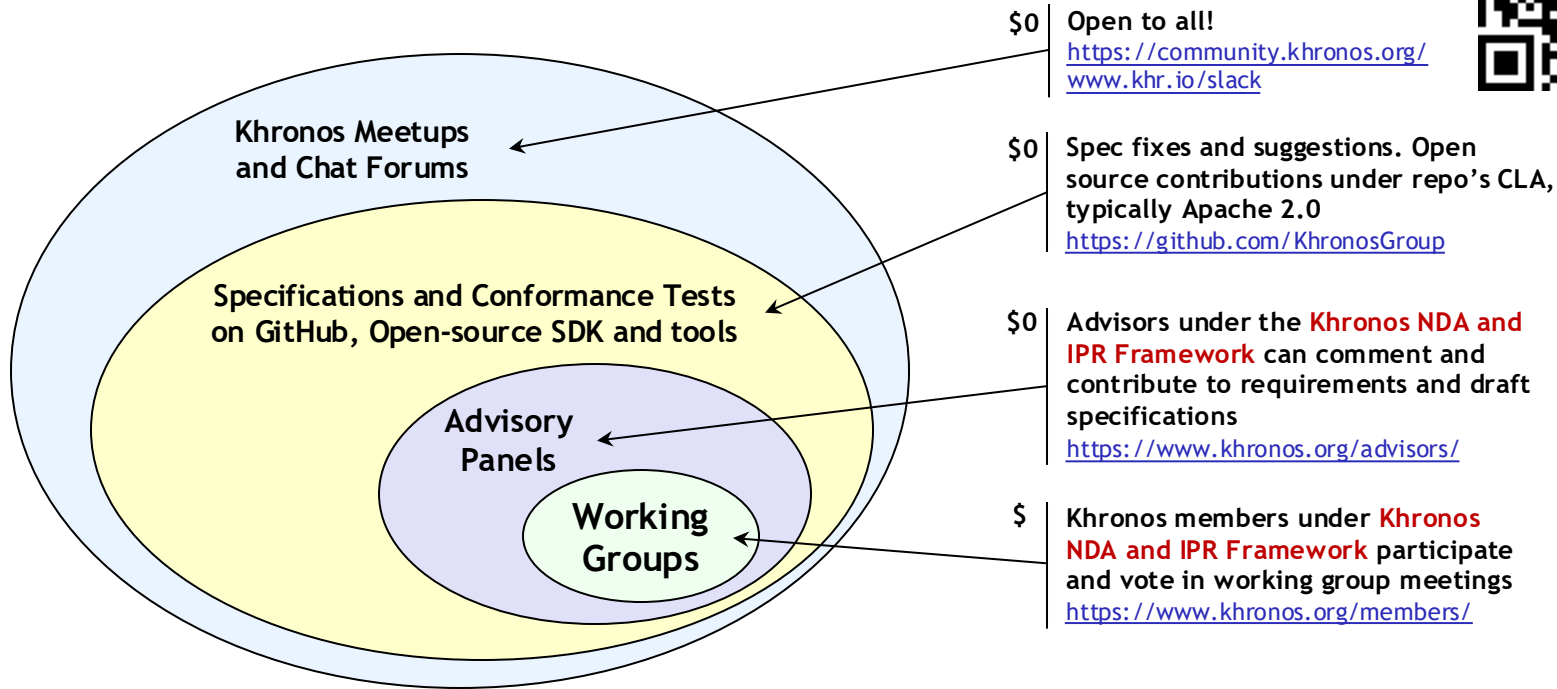 $0
Open to all!
https://community.khronos.org/
www.khr.io/slack
Khronos Meetups
and Chat Forums
$0
Spec fixes and suggestions. Open
source contributions under repo’s CLA,
typically Apache 2.0
https://github.com/KhronosGroup
Specifications and Conformance Tests
on GitHub, Open-source SDK and tools
$0
Advisors under the Khronos NDA and
IPR Framework can comment and
contribute to requirements and draft
specifications
https://www.khronos.org/advisors/
Advisory
Panels
$
Khronos members under Khronos
NDA and IPR Framework participate
and vote in working group meetings
https://www.khronos.org/members/
Working
Groups